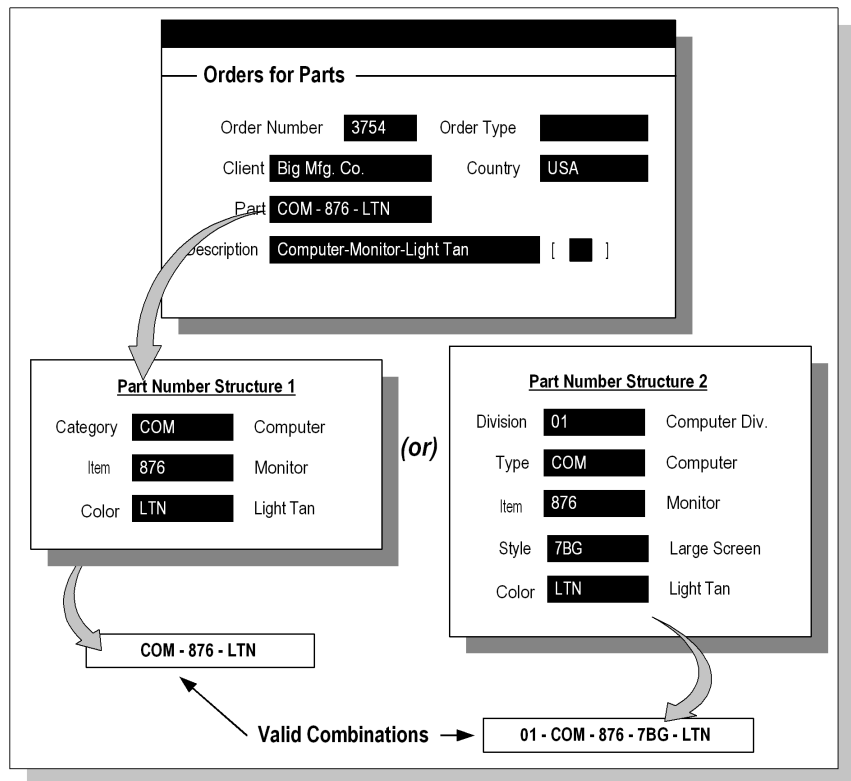 Orders for Parts
Order Number 3754 Order Type
Client Big Mfg. Co. Country USA
Part COM - 876 - LTN
Description Computer-Monitor-Light Tan [ ]
Part Number Structure 1
Category COM Computer
Item 876 Monitor
Color LTN Light Tan
(or)
Part Number Structure 2
Division 01 Computer Div.
Type COM Computer
Item 876 Monitor
Style 7BG Large Screen
Color LTN Light Tan
COM - 876 - LTN
Valid Combinations
01 - COM - 876 - 7BG - LTN